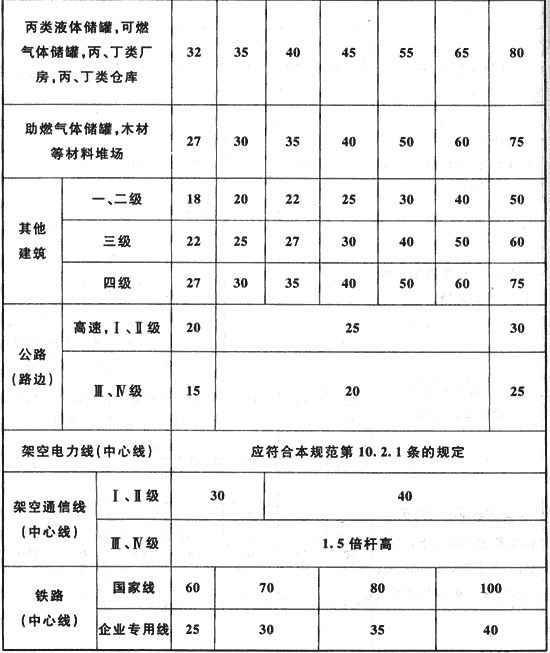 丙类液体储罐,可燃
气体储罐,丙、丁类厂
房,丙、丁类仓库
32 35 40 45 55 65 80
助燃气体储罐,木材
等材料堆场
27 30 35 40 50 60 75
其他
建筑
一、二级 18 20 22 25 30 40 50
三级 22 25 27 30 40 50 60
四级 27 30 35 40 50 60 75
公路
(路边)
高速,Ⅰ、Ⅱ级 20 25 30
Ⅲ、Ⅳ级 15 20 25
架空电力线(中心线) 应符合本规范第10.2.1条的规定
架空通信线
(中心线)
Ⅰ、Ⅱ级 30 40
Ⅲ、Ⅳ级 1.5倍杆高
铁路
(中心线)
国家线 60 70 80 100
企业专用线 25 30 35 40